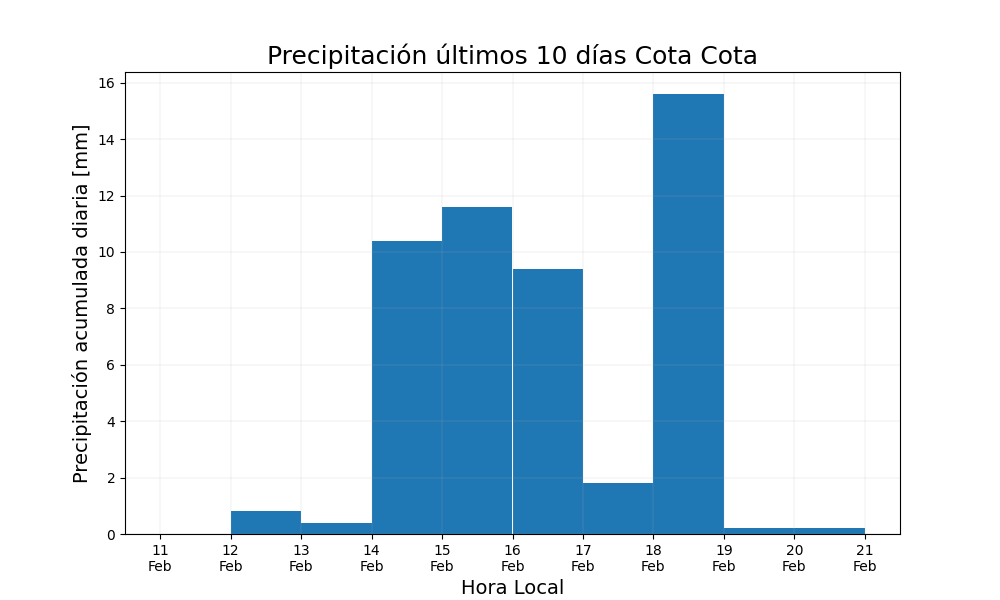 Precipitación últimos 10 días Cota Cota
Precipitación acumulada diaria [mm]
16
14
12
10
8
6
4
2
0
11 12 13 14 15 16 17 18 19 20 21
Feb Feb Feb Feb Feb Feb Feb Feb Feb Feb Feb
Hora Local